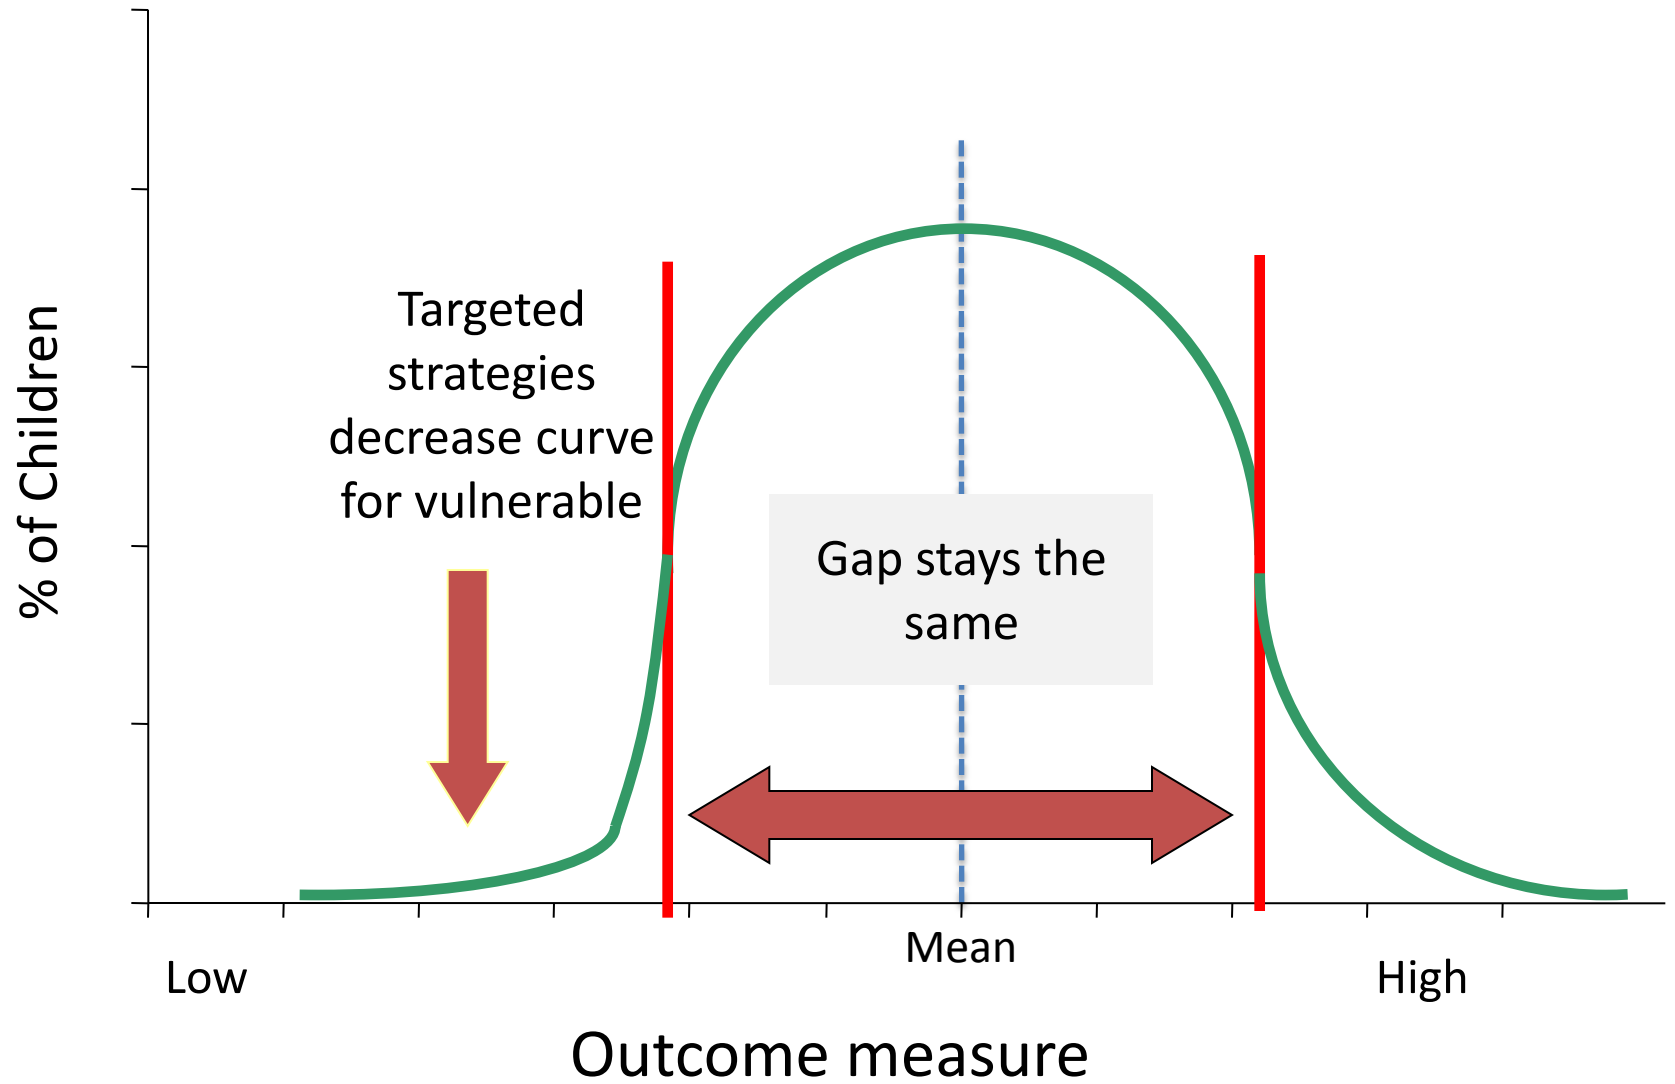 % of Children
Targeted
strategies
decrease curve
for vulnerable
Gap stays the
same
Mean
Low
High
Outcome measure